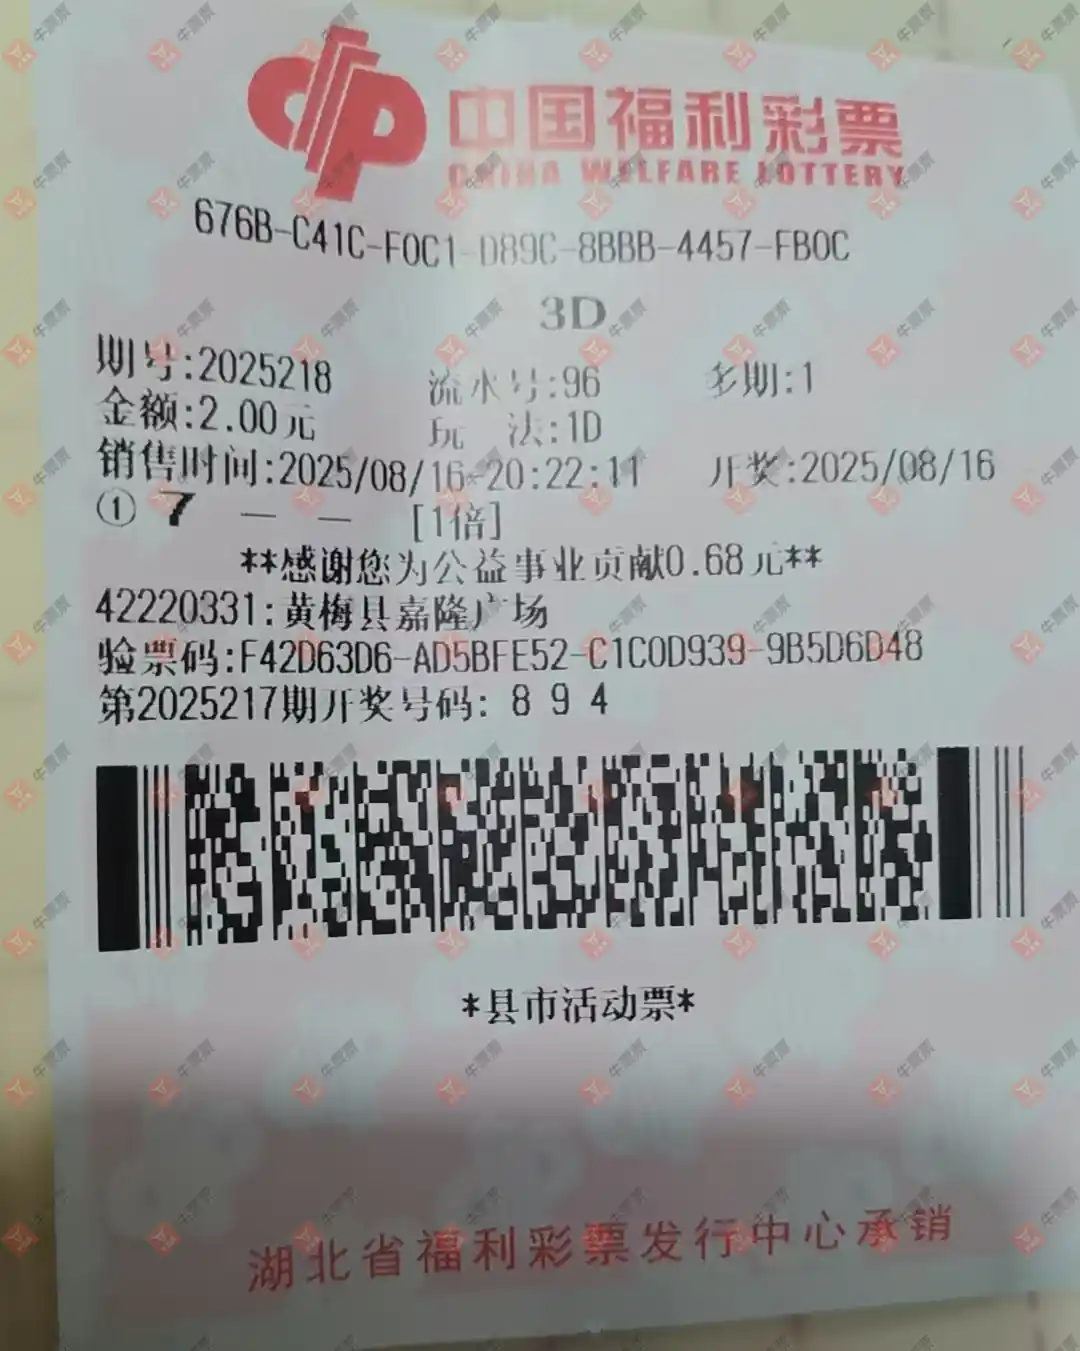 中国福利彩票
CHINA WELFARE LOTTERY
676B-C41C-F0C1-D89C-8BBB-4457-FB0C
3D
期号:2025218 流水号:96 多期:1
金额:2.00元 玩 法:1D
销售时间:2025/08/16-20:22:11 开奖:2025/08/16
① 7 — — [1倍]
**感谢您为公益事业贡献0.68元**
42220331:黄梅县嘉隆广场
验票码:F42D63D6-AD5BFE52-C1C0D939-9B5D6D48
第2025217期开奖号码: 8 9 4
*县市活动票*
湖北省福利彩票发行中心承销
牛票票